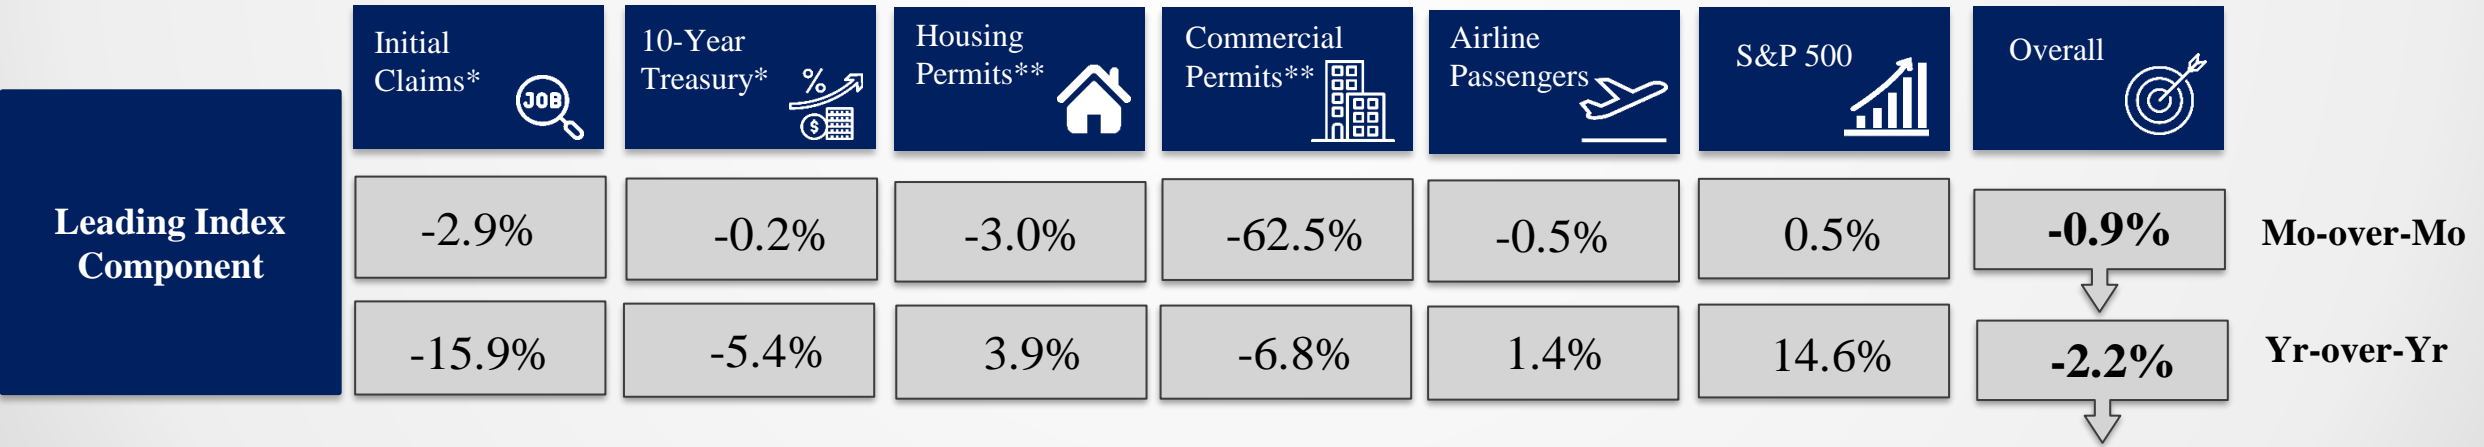 Initial
Claims*
JOB
10-Year
Treasury*
%
$
Housing
Permits**
Commercial
Permits**
Airline
Passengers
S&P 500
Overall
Leading Index
Component
-2.9%
-0.2%
-3.0%
-62.5%
-0.5%
0.5%
-0.9%
Mo-over-Mo
-15.9%
-5.4%
3.9%
-6.8%
1.4%
14.6%
-2.2%
Yr-over-Yr